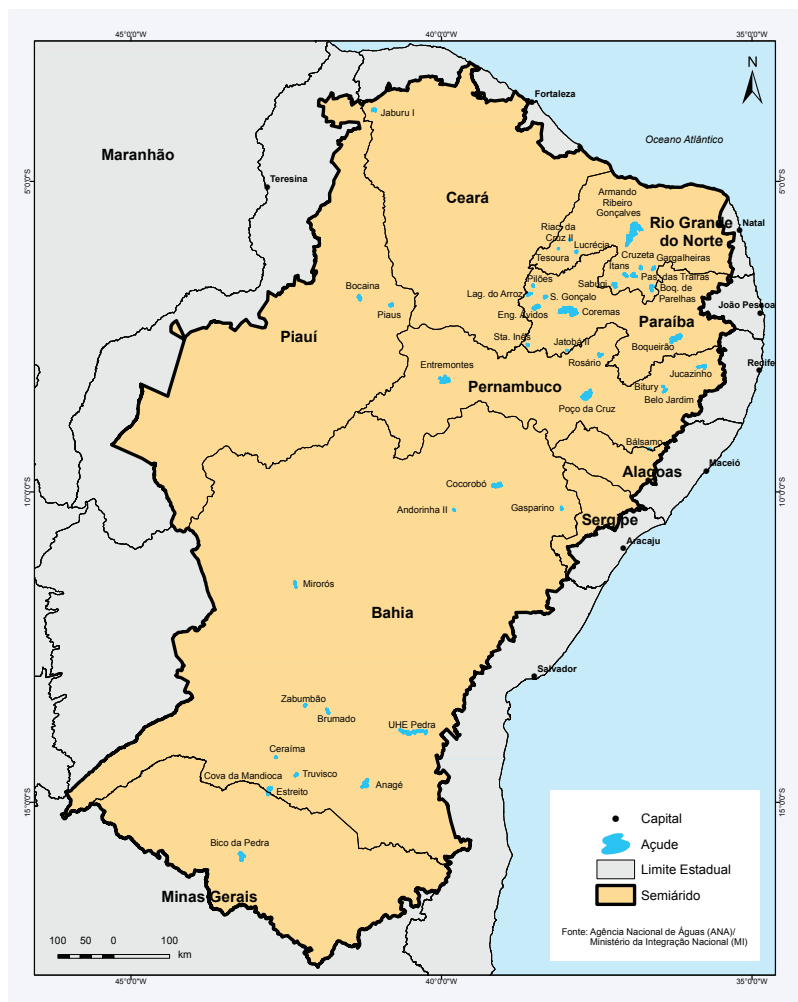 45°0'0"W
40°0'0"W
35°0'0"W
N
Fortaleza
Jaburu I
Oceano Atlântico
Maranhão
Teresina
5°0'0"S
5°0'0"S
Ceará
Armando
Ribeiro
Gonçalves
Rio Grande
do Norte
Natal
Riac. da
Cruz II
Lucrécia
Tesoura
Cruzeta
Gargalheiras
Itans
Pas. das Traíras
Pilões
Sabugi
Boq. de
Parelhas
Bocaina
Lag. do Arroz
S. Gonçalo
Piaus
Eng. Ávidos
Coremas
João Pessoa
Paraíba
Piauí
Sta. Inês
Jatobá II
Boqueirão
Rosário
Entremontes
Jucazinho
Recife
Pernambuco
Bitury
Belo Jardim
Poço da Cruz
Bálsamo
Maceió
Alagoas
Cocorobó
10°0'0"S
10°0'0"S
Andorinha II
Gasparino
Sergipe
Aracaju
Mirorós
Bahia
Salvador
Zabumbão
Brumado
UHE Pedra
Ceraíma
Cova da Mandioca
Truvisco
Anagé
Estreito
15°0'0"S
15°0'0"S
Bico da Pedra
Minas Gerais
Capital
Açude
Limite Estadual
Semiárido
Fonte: Agência Nacional de Águas (ANA)/
Ministério da Integração Nacional (MI)
100 50 0 100
km
45°0'0"W
40°0'0"W
35°0'0"W